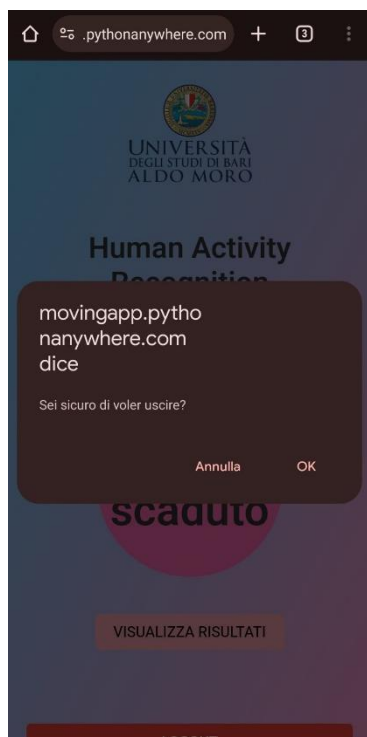 .pythonanywhere.com
3
UNIVERSITÀ
DEGLI STUDI DI BARI
ALDO MORO
Human Activity
Recognition
movingapp.pytho
nanywhere.com
dice
Sei sicuro di voler uscire?
Annulla OK
scaduto
VISUALIZZA RISULTATI